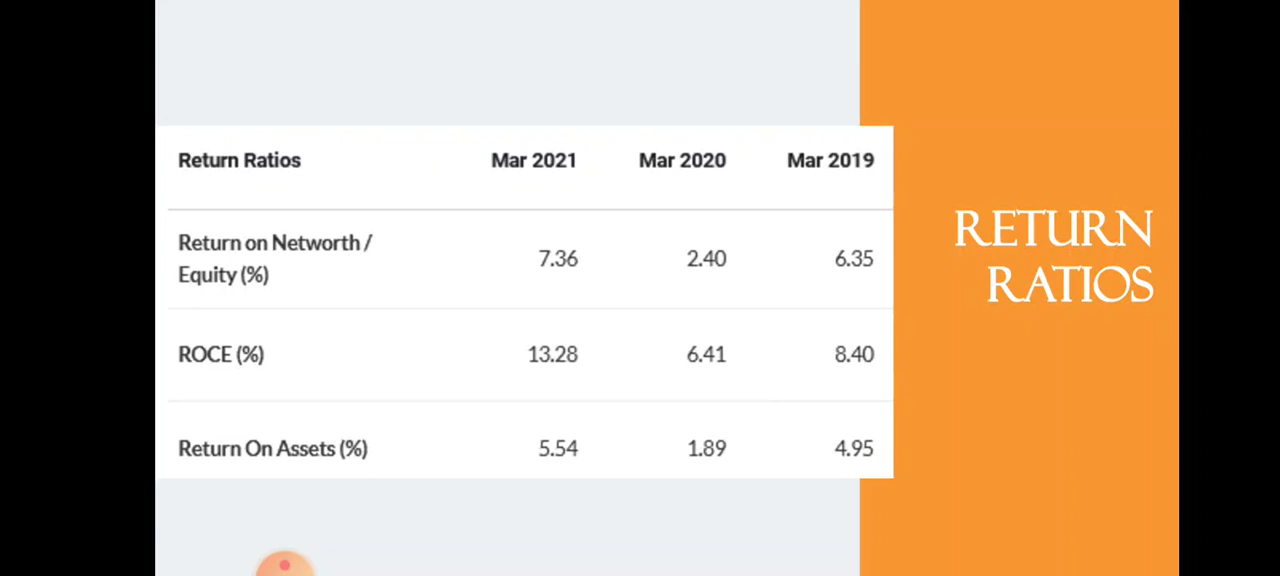 Return Ratios Mar 2021 Mar 2020 Mar 2019
Return on Networth /
Equity (%) 7.36 2.40 6.35
ROCE (%) 13.28 6.41 8.40
Return On Assets (%) 5.54 1.89 4.95
RETURN
RATIOS